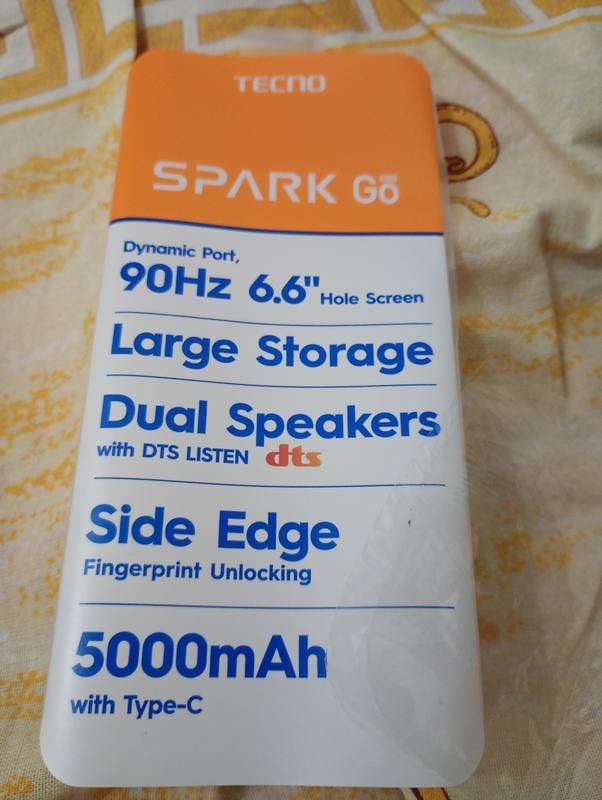 TECNO
SPARK Gō
Dynamic Port,
90Hz 6.6" Hole Screen
Large Storage
Dual Speakers
with DTS LISTEN dts
Side Edge
Fingerprint Unlocking
5000mAh
with Type-C